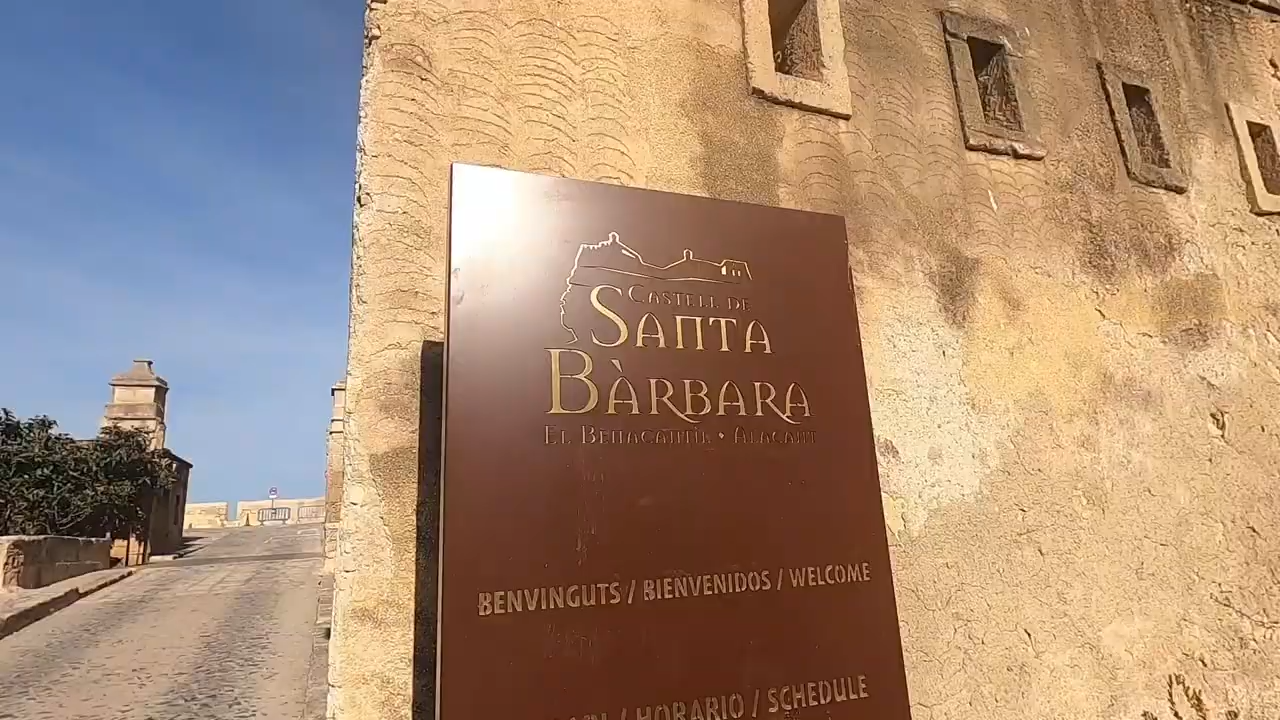 CASTELL DE
SANTA
BÀRBARA
EL BENACANTIL • ALACANT
BENVINGUTS / BIENVENIDOS / WELCOME
/ HORARIO / SCHEDULE